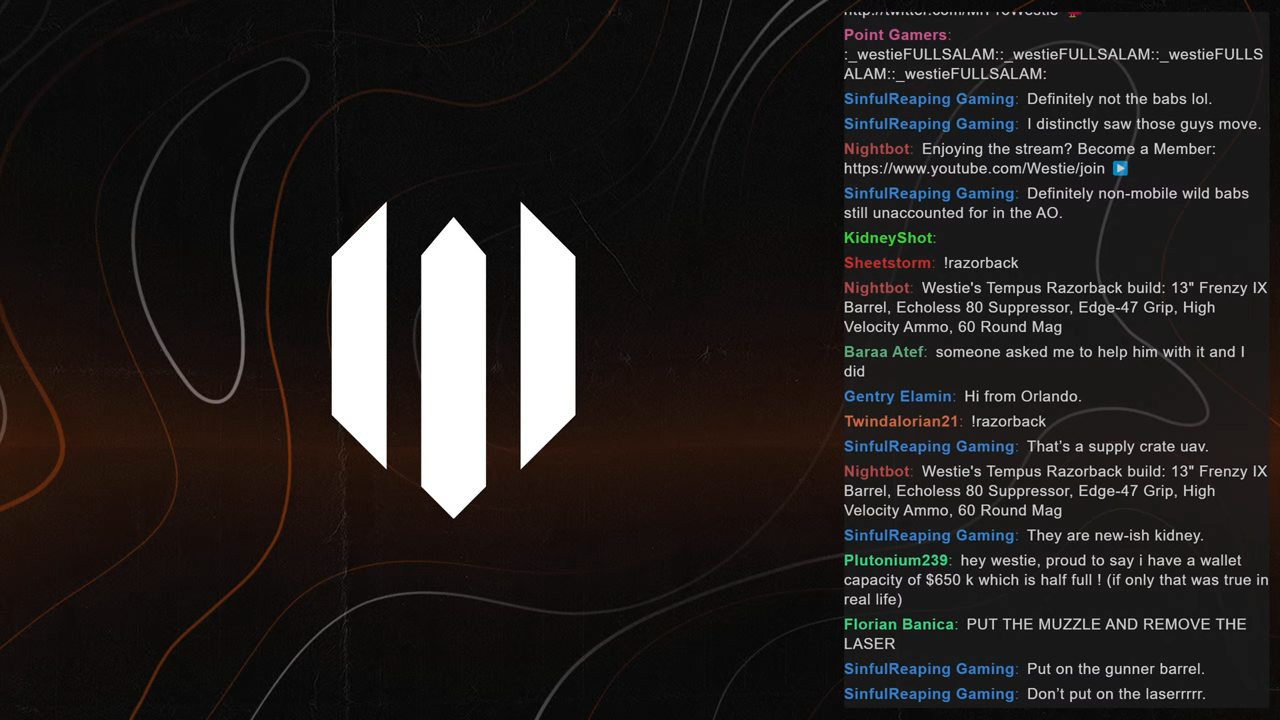 http://twitter.com/MrProWestie
Point Gamers:
:_westieFULLSALAM::_westieFULLSALAM::_westieFULLS
ALAM::_westieFULLSALAM:
SinfulReaping Gaming: Definitely not the babs lol.
SinfulReaping Gaming: I distinctly saw those guys move.
Nightbot: Enjoying the stream? Become a Member:
https://www.youtube.com/Westie/join
SinfulReaping Gaming: Definitely non-mobile wild babs
still unaccounted for in the AO.
KidneyShot:
Sheetstorm: !razorback
Nightbot: Westie's Tempus Razorback build: 13" Frenzy IX
Barrel, Echoless 80 Suppressor, Edge-47 Grip, High
Velocity Ammo, 60 Round Mag
Baraa Atef: someone asked me to help him with it and I
did
Gentry Elamin: Hi from Orlando.
Twindalorian21: !razorback
SinfulReaping Gaming: That’s a supply crate uav.
Nightbot: Westie's Tempus Razorback build: 13" Frenzy IX
Barrel, Echoless 80 Suppressor, Edge-47 Grip, High
Velocity Ammo, 60 Round Mag
SinfulReaping Gaming: They are new-ish kidney.
Plutonium239: hey westie, proud to say i have a wallet
capacity of $650 k which is half full ! (if only that was true in
real life)
Florian Banica: PUT THE MUZZLE AND REMOVE THE
LASER
SinfulReaping Gaming: Put on the gunner barrel.
SinfulReaping Gaming: Don’t put on the laserrrrr.